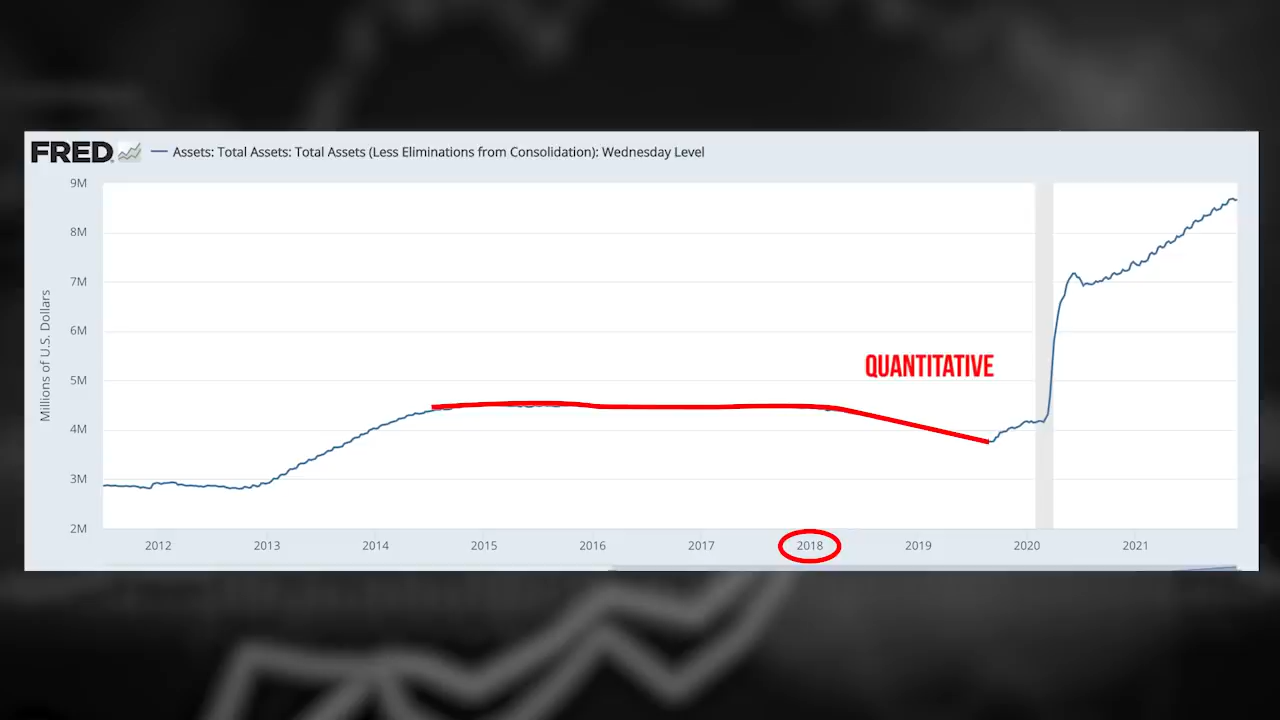 FRED Assets: Total Assets: Total Assets (Less Eliminations from Consolidation): Wednesday Level
9M
8M
7M
6M
5M
4M
3M
2M
Millions of U.S. Dollars
QUANTITATIVE
2012 2013 2014 2015 2016 2017 2018 2019 2020 2021